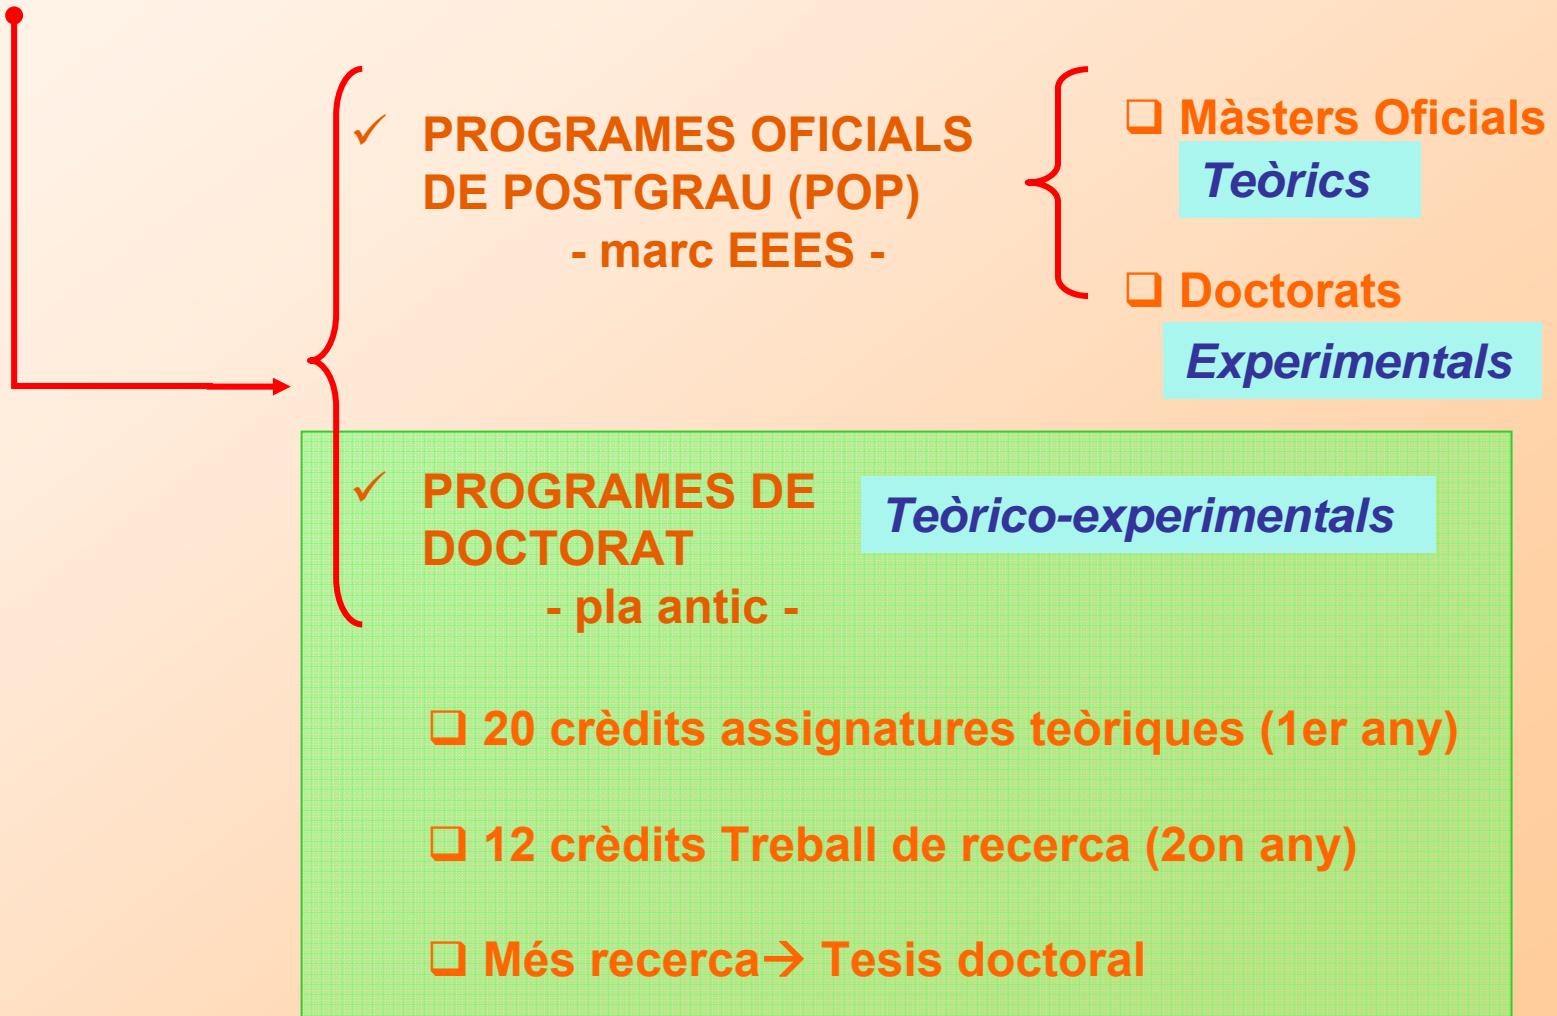 ✓ PROGRAMES OFICIALS
DE POSTGRAU (POP)
- marc EEES -
❑ Màsters Oficials
Teòrics
❑ Doctorats
Experimentals
✓ PROGRAMES DE
DOCTORAT
- pla antic -
Teòrico-experimentals
❑ 20 crèdits assignatures teòriques (1er any)
❑ 12 crèdits Treball de recerca (2on any)
❑ Més recerca→ Tesis doctoral